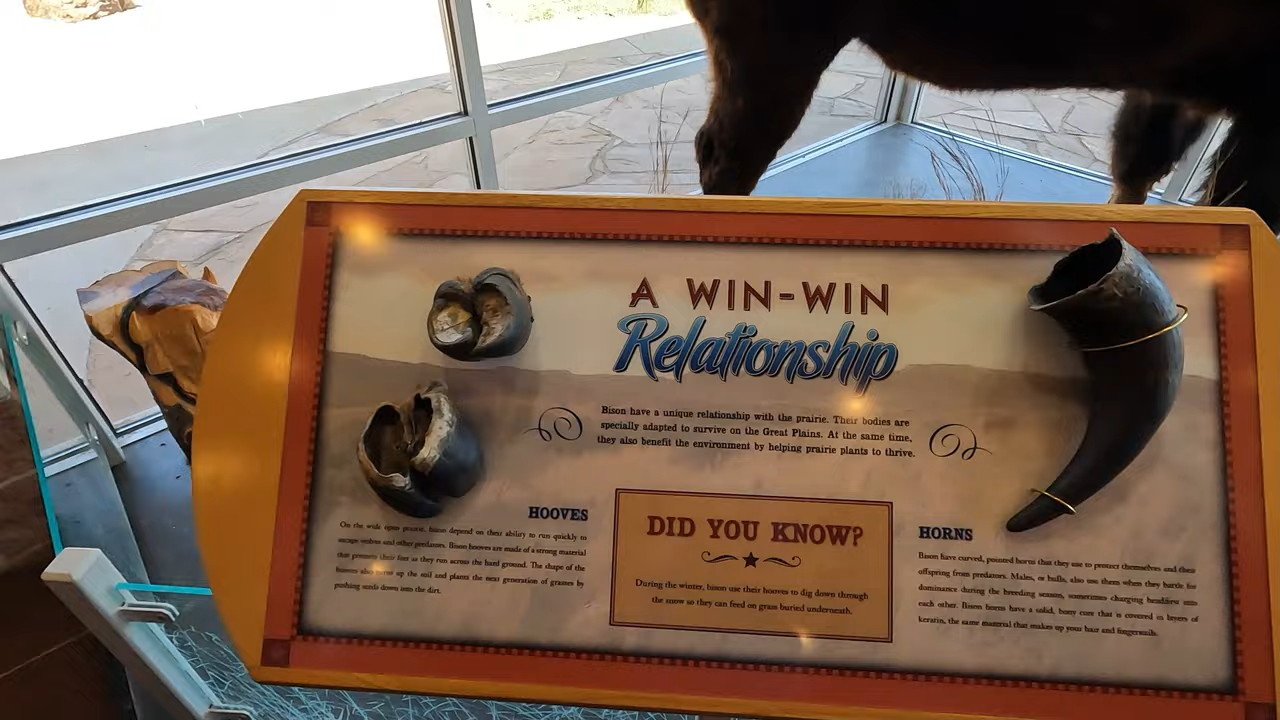 A WIN-WIN
Relationship
Bison have a unique relationship with the prairie. Their bodies are
specially adapted to survive on the Great Plains. At the same time,
they also benefit the environment by helping prairie plants to thrive.
HOOVES
On the wide open prairie, bison depend on their ability to run quickly to
escape wolves and other predators. Bison hooves are made of a strong material
that protects their feet as they run across the hard ground. The shape of the
hooves also turns up the soil and plants the next generation of grasses by
pushing seeds down into the dirt.
DID YOU KNOW?
During the winter, bison use their hooves to dig down through
the snow so they can feed on grass buried underneath.
HORNS
Bison have curved, pointed horns that they use to protect themselves and their
offspring from predators. Males, or bulls, also use them when they battle for
dominance during the breeding season, sometimes charging headfirst into
each other. Bison horns have a solid, bony core that is covered in layers of
keratin, the same material that makes up your hair and fingernails.